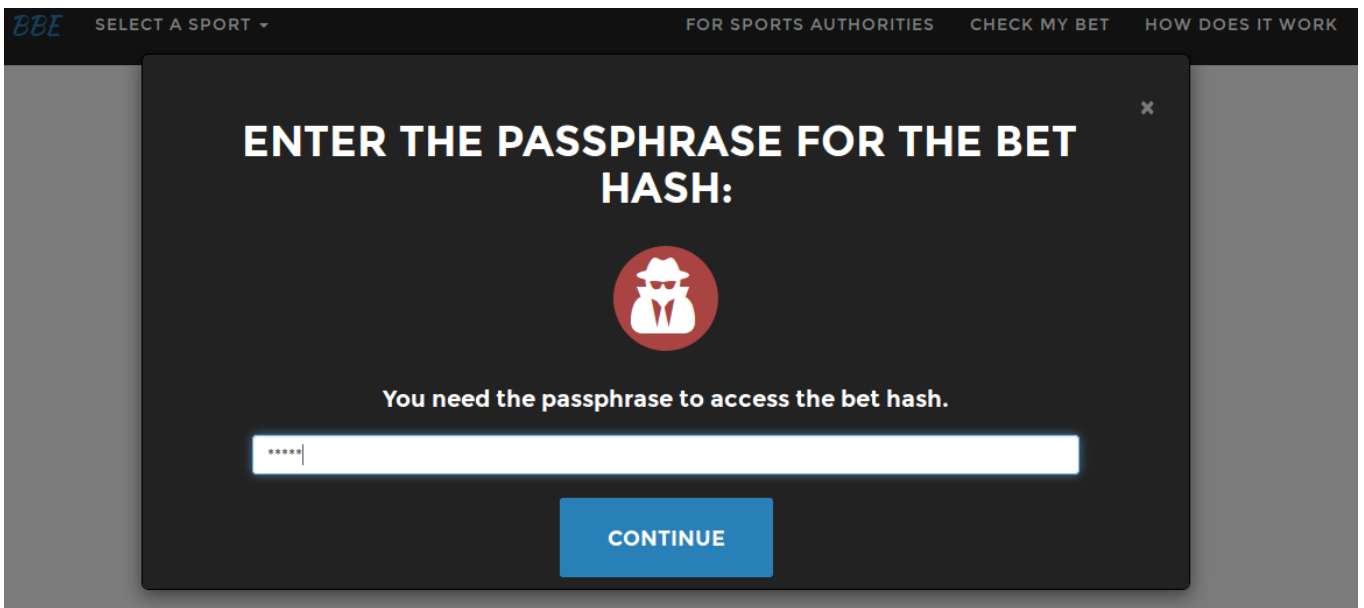 BBE SELECT A SPORT FOR SPORTS AUTHORITIES CHECK MY BET HOW DOES IT WORK
×
ENTER THE PASSPHRASE FOR THE BET
HASH:
You need the passphrase to access the bet hash.
*****
CONTINUE